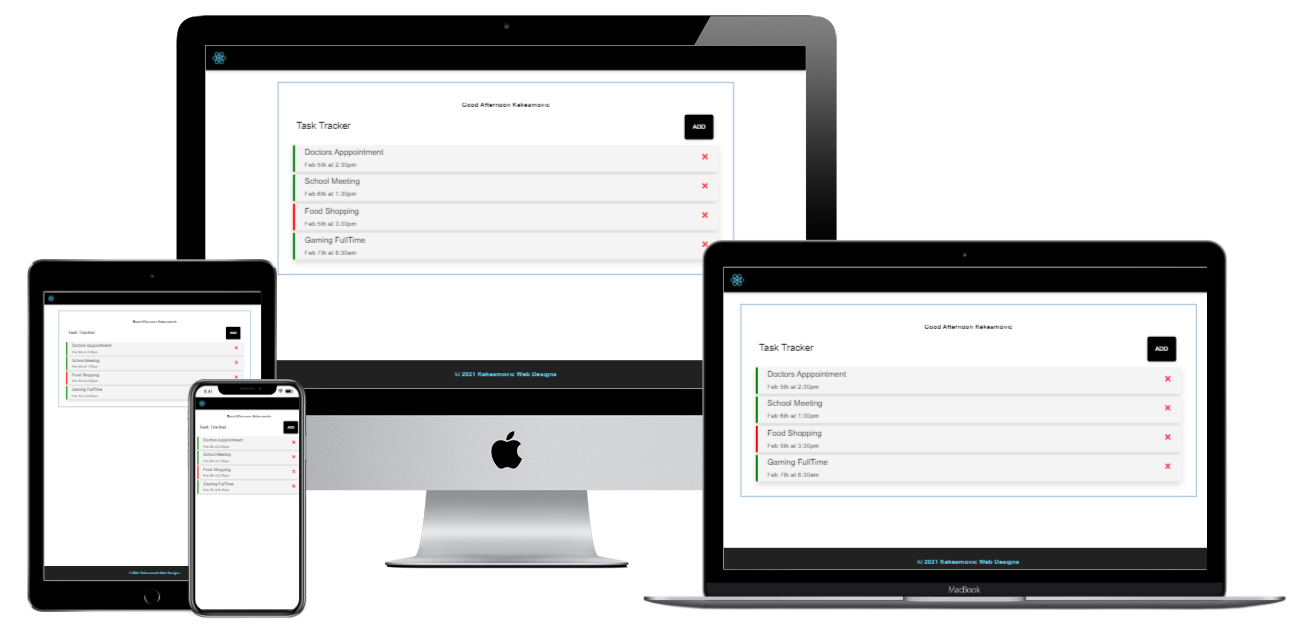 Good Afternoon Kekesmovic
Task Tracker
ADD
Doctors Apppointment
Feb 5th at 2:30pm
School Meeting
Feb 6th at 1:30pm
Food Shopping
Feb 5th at 3:30pm
Gaming FullTime
Feb 7th at 8:30am
© 2021 Kekesmovic Web Designs
Good Afternoon Kekesmovic
Task Tracker
ADD
Doctors Apppointment
Feb 5th at 2:30pm
School Meeting
Feb 6th at 1:30pm
Food Shopping
Feb 5th at 3:30pm
Gaming FullTime
Feb 7th at 8:30am
© 2021 Kekesmovic Web Designs
MacBook
Good Afternoon Kekesmovic
Task Tracker
ADD
Doctors Apppointment
Feb 5th at 2:30pm
School Meeting
Feb 6th at 1:30pm
Food Shopping
Feb 5th at 3:30pm
Gaming FullTime
Feb 7th at 8:30am
© 2021 Kekesmovic Web Designs
9:41
Good Afternoon Kekesmovic
Task Tracker
ADD
Doctors Apppointment
Feb 5th at 2:30pm
School Meeting
Feb 6th at 1:30pm
Food Shopping
Feb 5th at 3:30pm
Gaming FullTime
Feb 7th at 8:30am